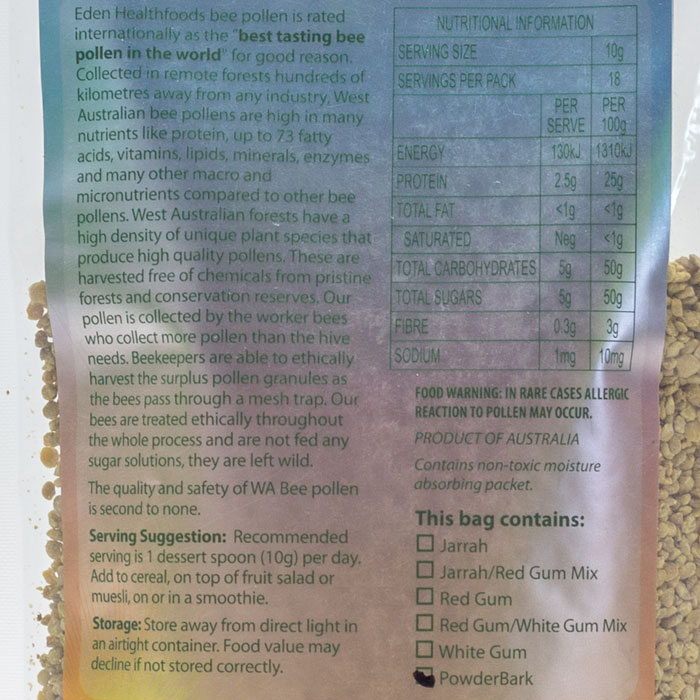 Eden Healthfoods bee pollen is rated
internationally as the "best tasting bee
pollen in the world" for good reason.
Collected in remote forests hundreds of
kilometres away from any industry, West
Australian bee pollens are high in many
nutrients like protein, up to 73 fatty
acids, vitamins, lipids, minerals, enzymes
and many other macro and
micronutrients compared to other bee
pollens. West Australian forests have a
high density of unique plant species that
produce high quality pollens. These are
harvested free of chemicals from pristine
forests and conservation reserves. Our
pollen is collected by the worker bees
who collect more pollen than the hive
needs. Beekeepers are able to ethically
harvest the surplus pollen granules as
the bees pass through a mesh trap. Our
bees are treated ethically throughout
the whole process and are not fed any
sugar solutions, they are left wild.
The quality and safety of WA Bee pollen
is second to none.
Serving Suggestion: Recommended
serving is 1 dessert spoon (10g) per day.
Add to cereal, on top of fruit salad or
muesli, on or in a smoothie.
Storage: Store away from direct light in
an airtight container. Food value may
decline if not stored correctly.
NUTRITIONAL INFORMATION
SERVING SIZE 10g
SERVINGS PER PACK 18
PER SERVE PER 100g
ENERGY 130kJ 1310kJ
PROTEIN 2.5g 25g
TOTAL FAT <1g <1g
SATURATED Neg <1g
TOTAL CARBOHYDRATES 5g 50g
TOTAL SUGARS 5g 50g
FIBRE 0.3g 3g
SODIUM 1mg 10mg
FOOD WARNING: IN RARE CASES ALLERGIC
REACTION TO POLLEN MAY OCCUR.
PRODUCT OF AUSTRALIA
Contains non-toxic moisture
absorbing packet.
This bag contains:
Jarrah
Jarrah/Red Gum Mix
Red Gum
Red Gum/White Gum Mix
White Gum
PowderBark